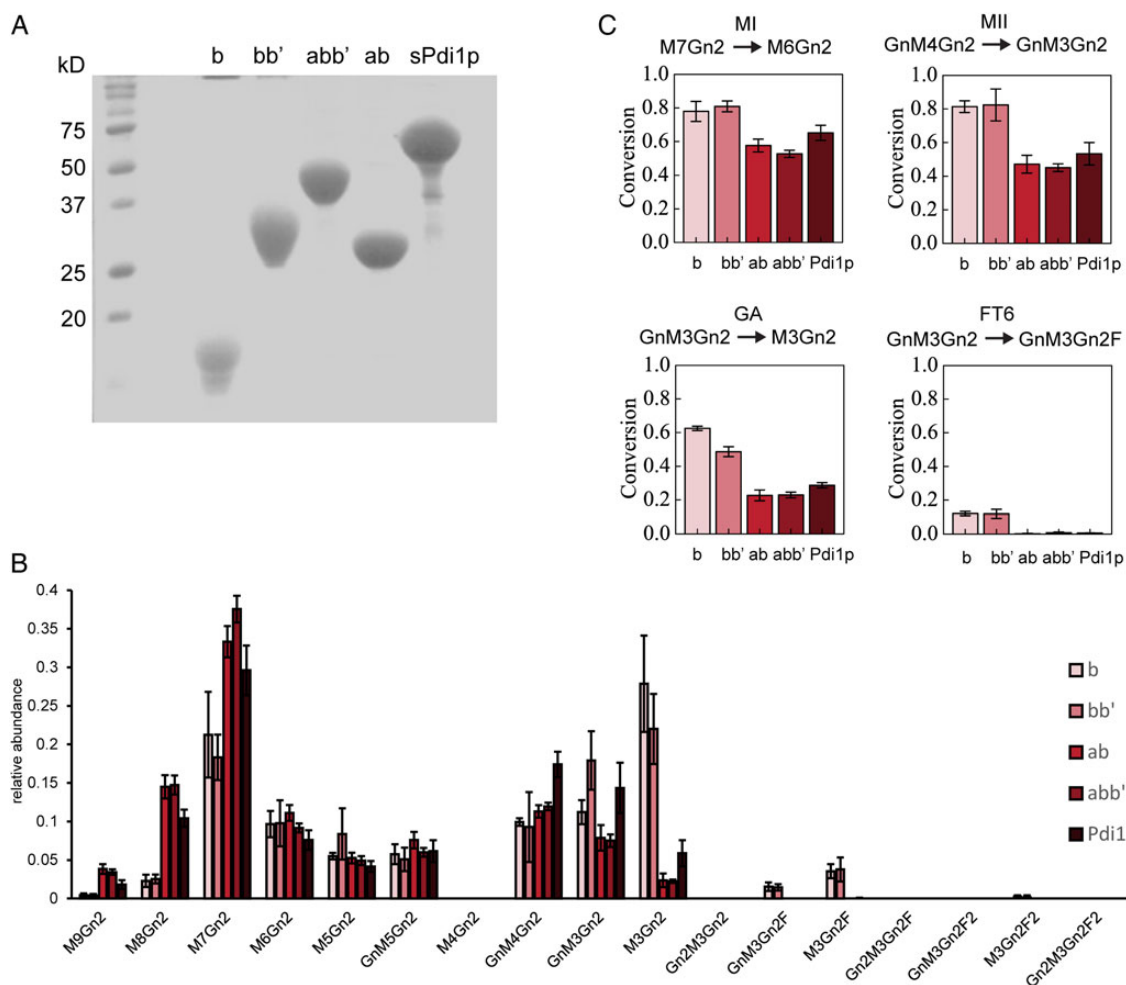 A
b bb' abb' ab sPdi1p
kD
75
50
37
25
20
C
MI
M7Gn2 → M6Gn2
Conversion
1.0
0.8
0.6
0.4
0.2
0.0
b bb' ab abb' Pdi1p
MII
GnM4Gn2 → GnM3Gn2
Conversion
1.0
0.8
0.6
0.4
0.2
0.0
b bb' ab abb' Pdi1p
GA
GnM3Gn2 → M3Gn2
Conversion
1.0
0.8
0.6
0.4
0.2
0.0
b bb' ab abb' Pdi1p
FT6
GnM3Gn2 → GnM3Gn2F
Conversion
1.0
0.8
0.6
0.4
0.2
0.0
b bb' ab abb' Pdi1p
B
relative abundance
0.4
0.35
0.3
0.25
0.2
0.15
0.1
0.05
0
M9Gn2
M8Gn2
M7Gn2
M6Gn2
M5Gn2
GnM5Gn2
M4Gn2
GnM4Gn2
GnM3Gn2
M3Gn2
Gn2M3Gn2
GnM3Gn2F
M3Gn2F
Gn2M3Gn2F
GnM3Gn2F2
M3Gn2F2
Gn2M3Gn2F2
b
bb'
ab
abb'
Pdi1